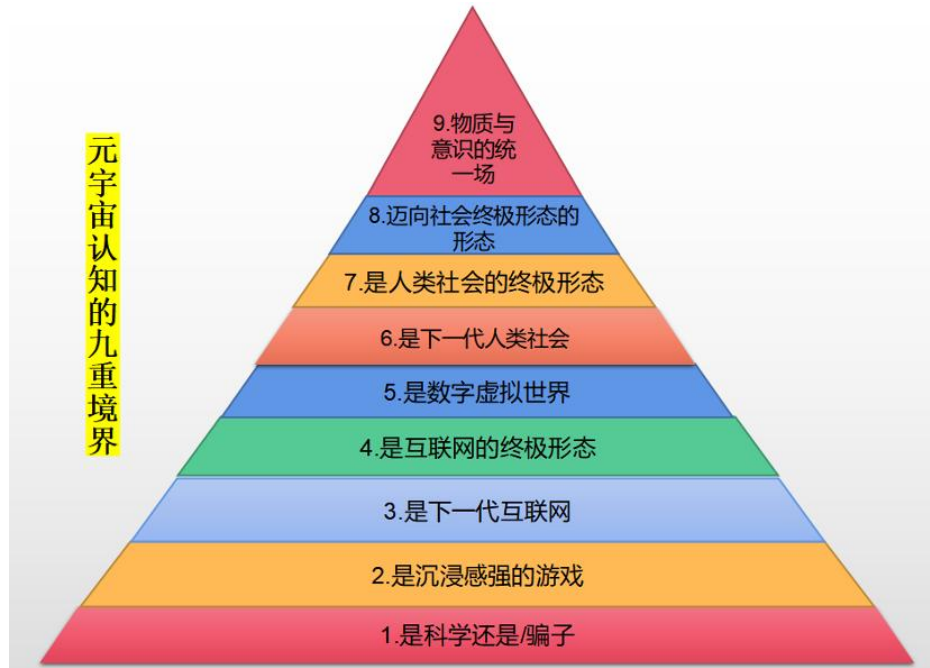 元宇宙认知的九重境界
9.物质与
意识的统
一场
8.迈向社会终极形态的
形态
7.是人类社会的终极形态
6.是下一代人类社会
5.是数字虚拟世界
4.是互联网的终极形态
3.是下一代互联网
2.是沉浸感强的游戏
1.是科学还是/骗子